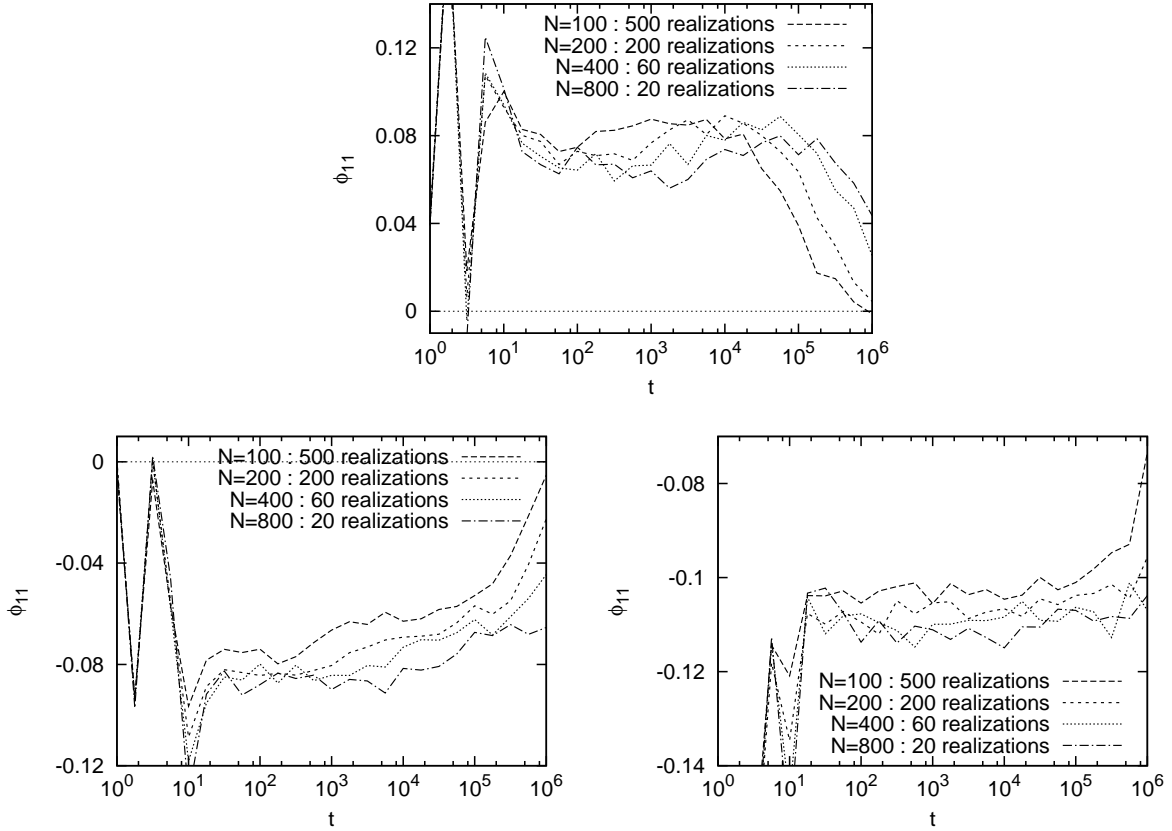 N=100 : 500 realizations
N=200 : 200 realizations
N=400 : 60 realizations
N=800 : 20 realizations
0.12
0.08
0.04
0
ϕ11
10^0 10^1 10^2 10^3 10^4 10^5 10^6
t
0
-0.04
-0.08
-0.12
ϕ11
N=100 : 500 realizations
N=200 : 200 realizations
N=400 : 60 realizations
N=800 : 20 realizations
10^0 10^1 10^2 10^3 10^4 10^5 10^6
t
-0.08
-0.1
-0.12
-0.14
ϕ11
N=100 : 500 realizations
N=200 : 200 realizations
N=400 : 60 realizations
N=800 : 20 realizations
10^0 10^1 10^2 10^3 10^4 10^5 10^6
t